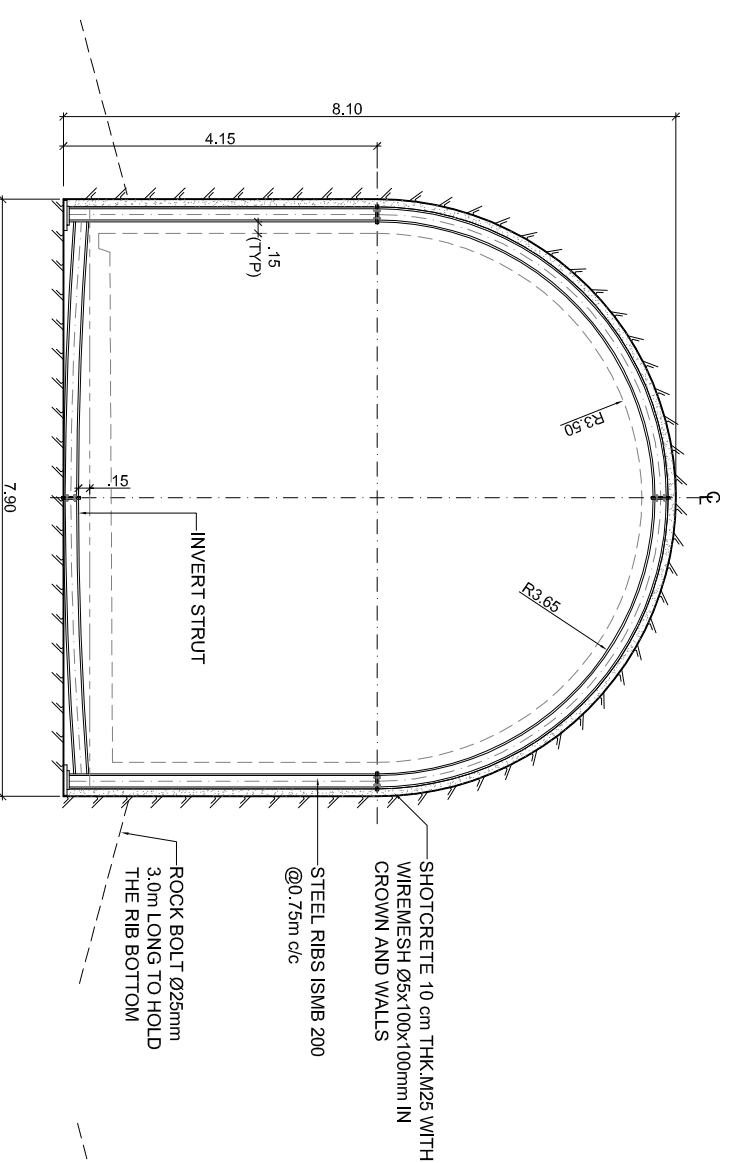 8.10
4.15
.15
(TYP)
R3.50
℄
R3.65
.15
7.90
INVERT STRUT
SHOTCRETE 10 cm THK.M25 WITH
WIREMESH Ø5x100x100mm IN
CROWN AND WALLS
STEEL RIBS ISMB 200
@0.75m c/c
ROCK BOLT Ø25mm
3.0m LONG TO HOLD
THE RIB BOTTOM